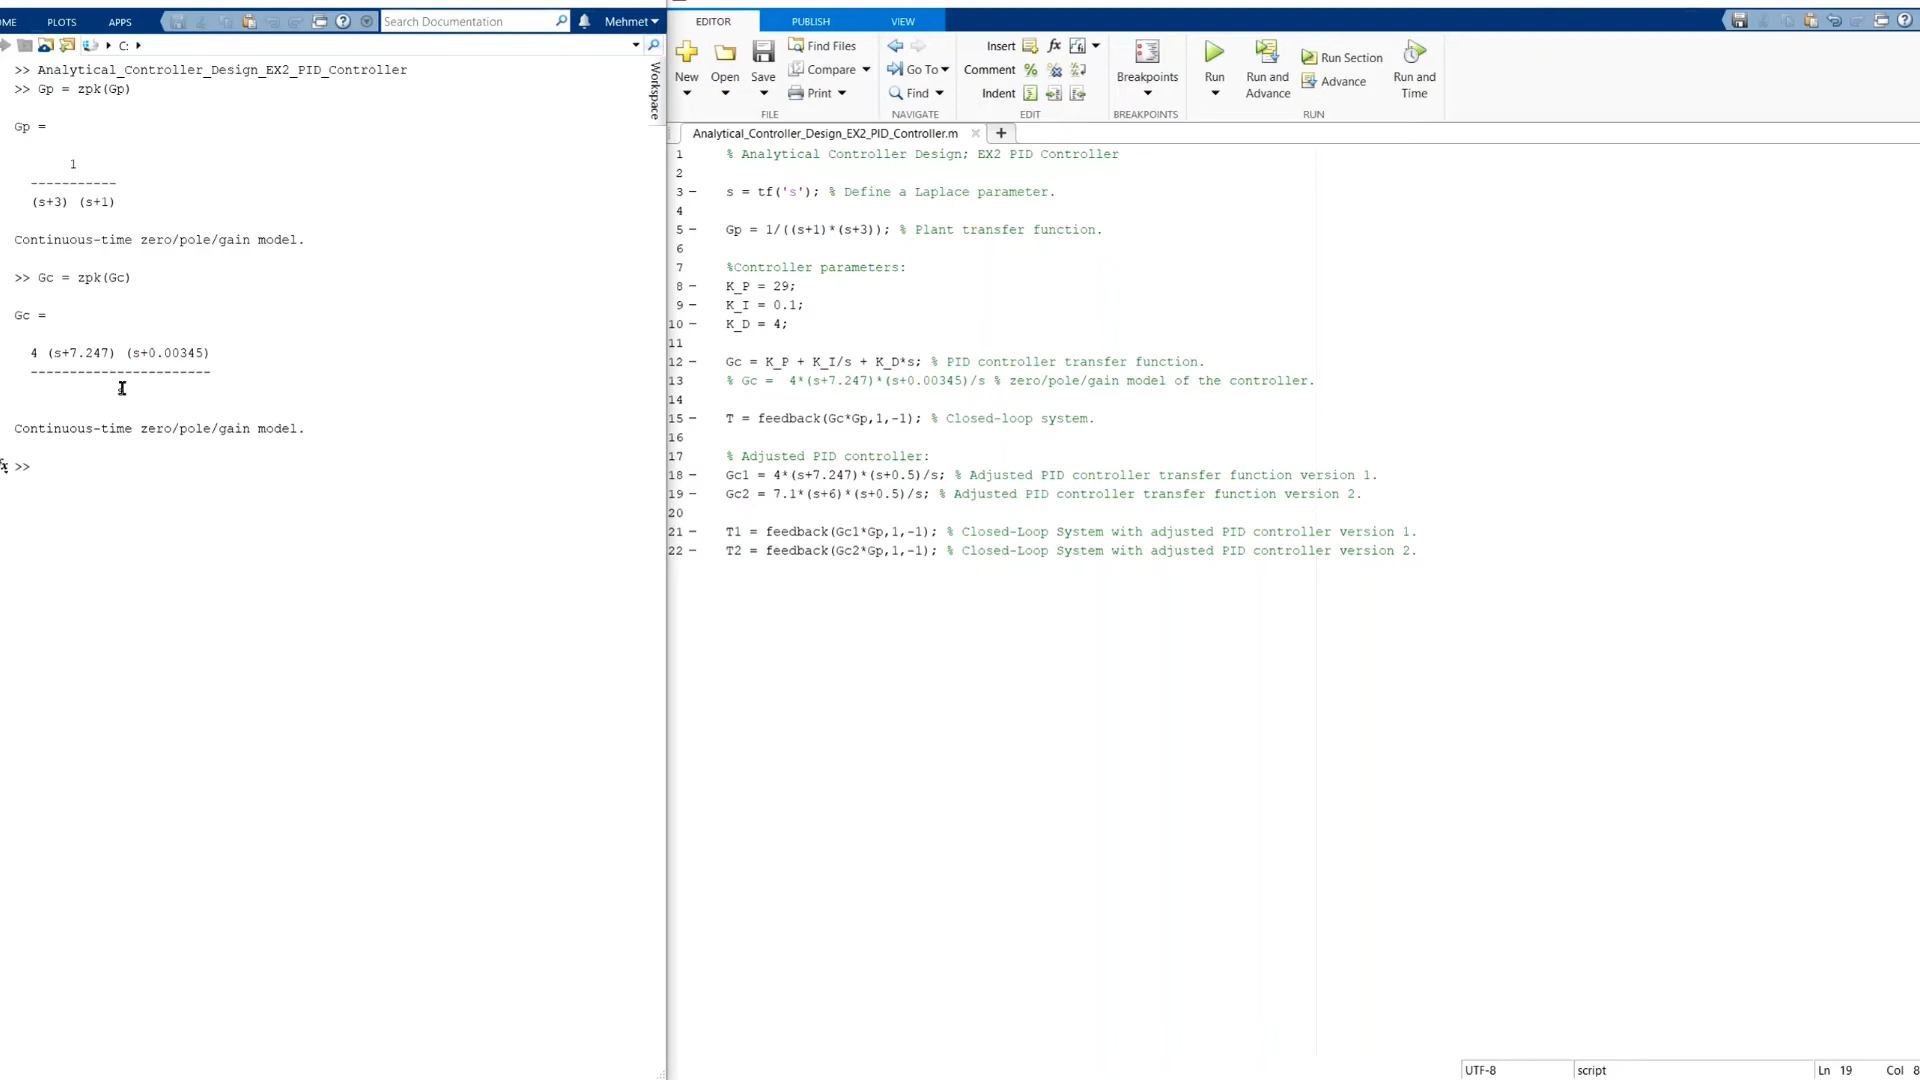 OME PLOTS APPS Search Documentation Mehmet
C:
>> Analytical_Controller_Design_EX2_PID_Controller
>> Gp = zpk(Gp)
Gp =
1
-----------
(s+3) (s+1)
Continuous-time zero/pole/gain model.
>> Gc = zpk(Gc)
Gc =
4 (s+7.247) (s+0.00345)
-----------------------
Continuous-time zero/pole/gain model.
fx >>
Workspace
EDITOR PUBLISH VIEW
New Open Save
Find Files
Compare
Print
FILE
Go To
Find
NAVIGATE
Insert fx
Comment
Indent
EDIT
Breakpoints
BREAKPOINTS
Run
Run and Advance
Run Section
Advance
Run and Time
RUN
Analytical_Controller_Design_EX2_PID_Controller.m
1 % Analytical Controller Design; EX2 PID Controller
2
3 - s = tf('s'); % Define a Laplace parameter.
4
5 - Gp = 1/((s+1)*(s+3)); % Plant transfer function.
6
7 %Controller parameters:
8 - K_P = 29;
9 - K_I = 0.1;
10 - K_D = 4;
11
12 - Gc = K_P + K_I/s + K_D*s; % PID controller transfer function.
13 % Gc =  4*(s+7.247)*(s+0.00345)/s % zero/pole/gain model of the controller.
14
15 - T = feedback(Gc*Gp,1,-1); % Closed-loop system.
16
17 % Adjusted PID controller:
18 - Gc1 = 4*(s+7.247)*(s+0.5)/s; % Adjusted PID controller transfer function version 1.
19 - Gc2 = 7.1*(s+6)*(s+0.5)/s; % Adjusted PID controller transfer function version 2.
20
21 - T1 = feedback(Gc1*Gp,1,-1); % Closed-Loop System with adjusted PID controller version 1.
22 - T2 = feedback(Gc2*Gp,1,-1); % Closed-Loop System with adjusted PID controller version 2.
UTF-8 script Ln 19 Col 8